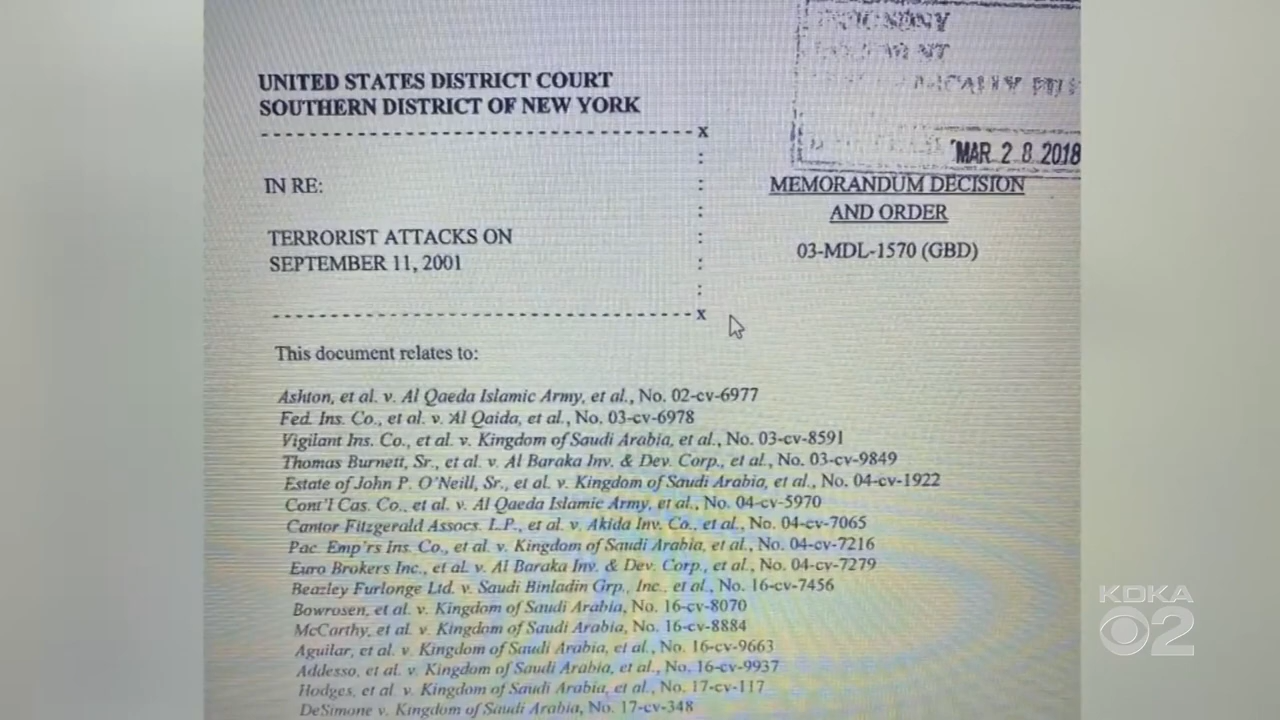 UNITED STATES DISTRICT COURT
SOUTHERN DISTRICT OF NEW YORK
------------------------------------------x
IN RE:
TERRORIST ATTACKS ON
SEPTEMBER 11, 2001
------------------------------------------x
MAR 28 2018
MEMORANDUM DECISION
AND ORDER
03-MDL-1570 (GBD)
This document relates to:
Ashton, et al. v. Al Qaeda Islamic Army, et al., No. 02-cv-6977
Fed. Ins. Co., et al. v. Al Qaida, et al., No. 03-cv-6978
Vigilant Ins. Co., et al. v. Kingdom of Saudi Arabia, et al., No. 03-cv-8591
Thomas Burnett, Sr., et al. v. Al Baraka Inv. & Dev. Corp., et al., No. 03-cv-9849
Estate of John P. O'Neill, Sr., et al. v. Kingdom of Saudi Arabia, et al., No. 04-cv-1922
Cont'l Cas. Co., et al. v. Al Qaeda Islamic Army, et al., No. 04-cv-5970
Cantor Fitzgerald Assocs. L.P., et al. v. Akida Inv. Co., et al., No. 04-cv-7065
Pac. Emp'rs Ins. Co., et al. v. Kingdom of Saudi Arabia, et al., No. 04-cv-7216
Euro Brokers Inc., et al. v. Al Baraka Inv. & Dev. Corp., et al., No. 04-cv-7279
Beazley Furlonge Ltd. v. Saudi Binladin Grp., Inc., et al., No. 16-cv-7456
Bowrosen, et al. v. Kingdom of Saudi Arabia, No. 16-cv-8070
McCarthy, et al. v. Kingdom of Saudi Arabia, No. 16-cv-8884
Aguilar, et al. v. Kingdom of Saudi Arabia, et al., No. 16-cv-9663
Addesso, et al. v. Kingdom of Saudi Arabia, et al., No. 16-cv-9937
Hodges, et al. v. Kingdom of Saudi Arabia, et al., No. 17-cv-117
DeSimone v. Kingdom of Saudi Arabia, No. 17-cv-348
KDKA
2